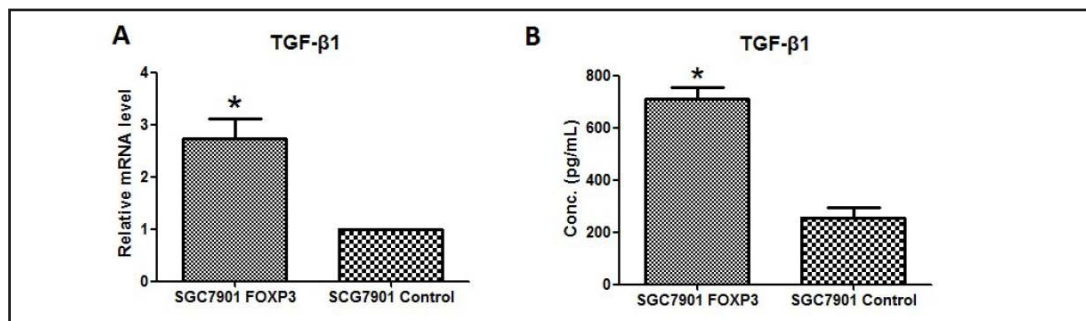 A
TGF-β1
Relative mRNA level
4
3
2
1
0
*
SGC7901 FOXP3
SCG7901 Control
B
TGF-β1
Conc. (pg/mL)
800
600
400
200
0
*
SGC7901 FOXP3
SGC7901 Control